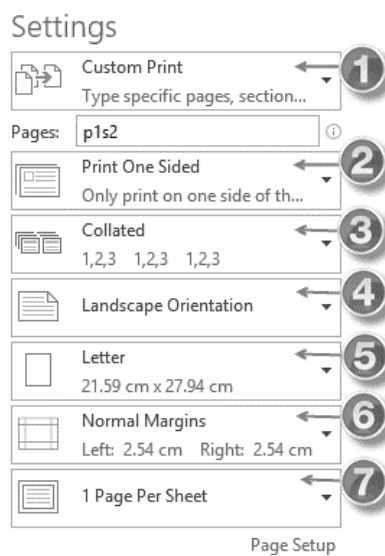 Settings
Custom Print
Type specific pages, section...
1
Pages: p1s2
Print One Sided
Only print on one side of th...
2
Collated
1,2,3 1,2,3 1,2,3
3
Landscape Orientation
4
Letter
21.59 cm x 27.94 cm
5
Normal Margins
Left: 2.54 cm Right: 2.54 cm
6
1 Page Per Sheet
7
Page Setup